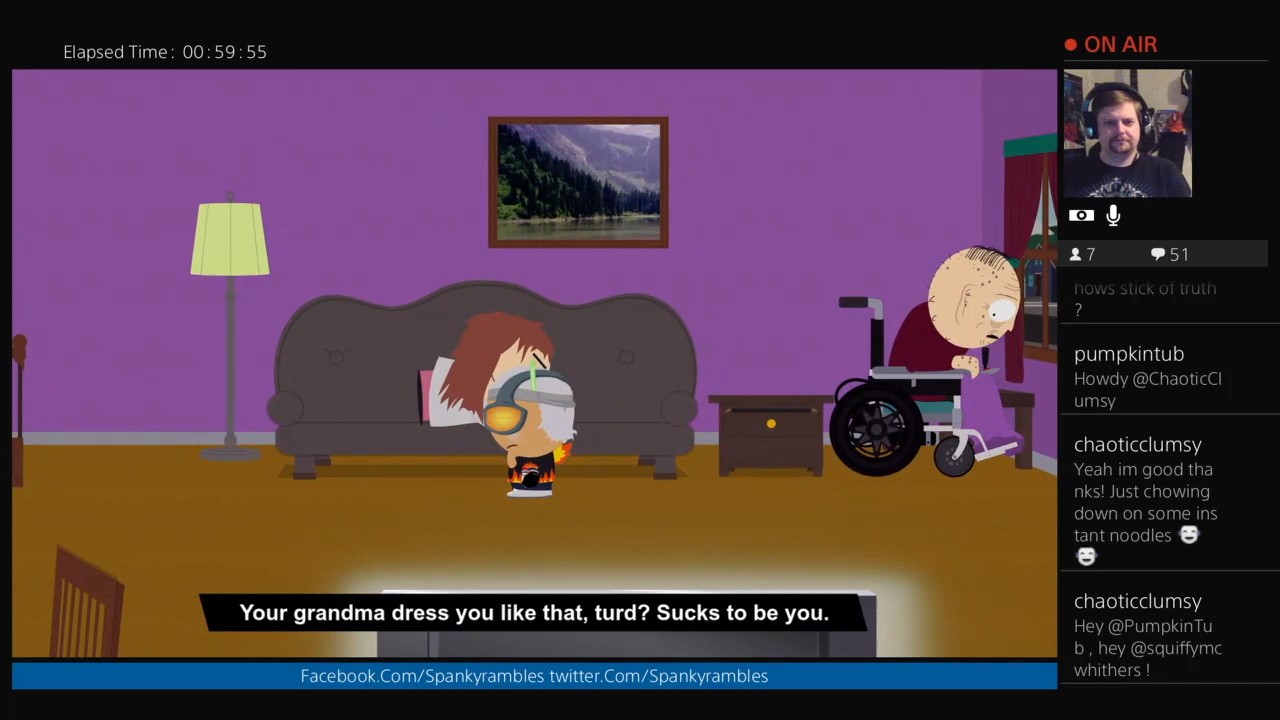 Elapsed Time: 00:59:55
ON AIR
7 51
hows stick of truth
?
pumpkintub
Howdy @ChaoticCl
umsy
chaoticclumsy
Yeah im good tha
nks! Just chowing
down on some ins
tant noodles
chaoticclumsy
Hey @PumpkinTu
b , hey @squiffymc
whithers !
Your grandma dress you like that, turd? Sucks to be you.
Facebook.Com/Spankyrambles twitter.Com/Spankyrambles